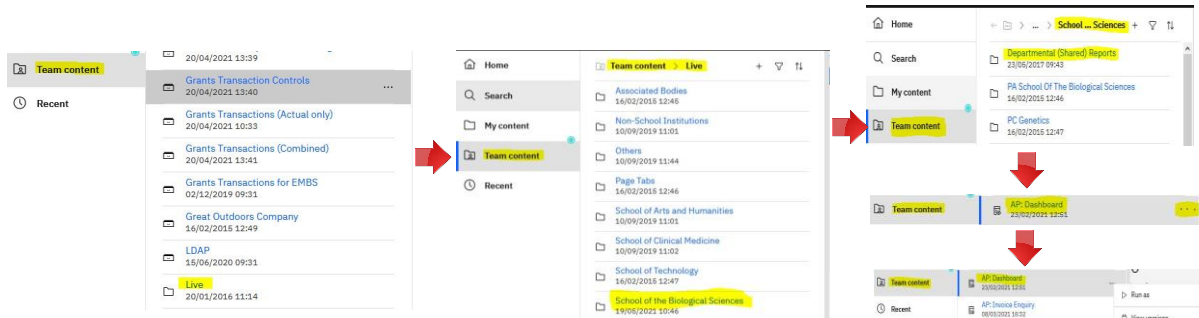 Team content
Recent
20/04/2021 13:39
Grants Transaction Controls
20/04/2021 13:40
Grants Transactions (Actual only)
20/04/2021 10:33
Grants Transactions (Combined)
20/04/2021 13:41
Grants Transactions for EMBS
02/12/2019 09:31
Great Outdoors Company
16/02/2015 12:49
LDAP
15/06/2020 09:31
Live
20/01/2016 11:14
Home
Search
My content
Team content
Recent
Team content > Live
Associated Bodies
16/02/2015 12:45
Non-School Institutions
10/09/2019 11:01
Others
10/09/2019 11:44
Page Tabs
16/02/2015 12:46
School of Arts and Humanities
10/09/2019 11:01
School of Clinical Medicine
10/09/2019 11:02
School of Technology
16/02/2015 12:47
School of the Biological Sciences
19/05/2021 10:46
Home
Search
My content
Team content
... > School ... Sciences
Departmental (Shared) Reports
23/05/2017 09:43
PA School Of The Biological Sciences
16/02/2015 12:46
PC Genetics
16/02/2015 12:47
Team content
AP: Dashboard
23/02/2021 12:51
Team content
Recent
AP: Dashboard
23/02/2021 12:51
AP: Invoice Enquiry
08/03/2021 16:32
Run as